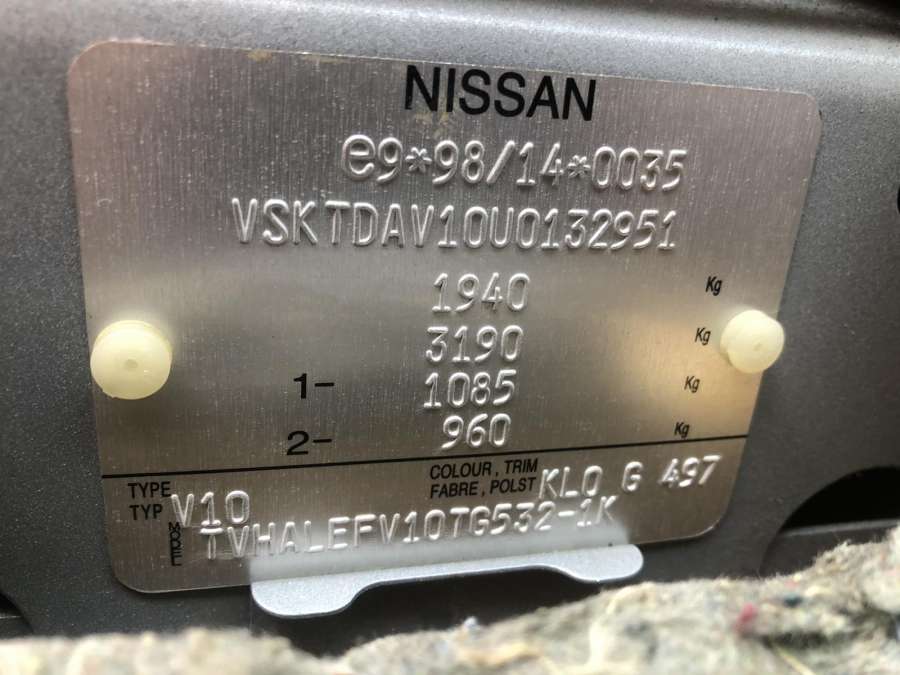 NISSAN
e9*98/14*0035
VSKTDAV10U0132951
1940 Kg
3190 Kg
1- 1085 Kg
2- 960 Kg
TYPE COLOUR, TRIM
TYP V10 FABRE, POLST KL0 G 497
MODEL TVHALEFV10TG532-1K